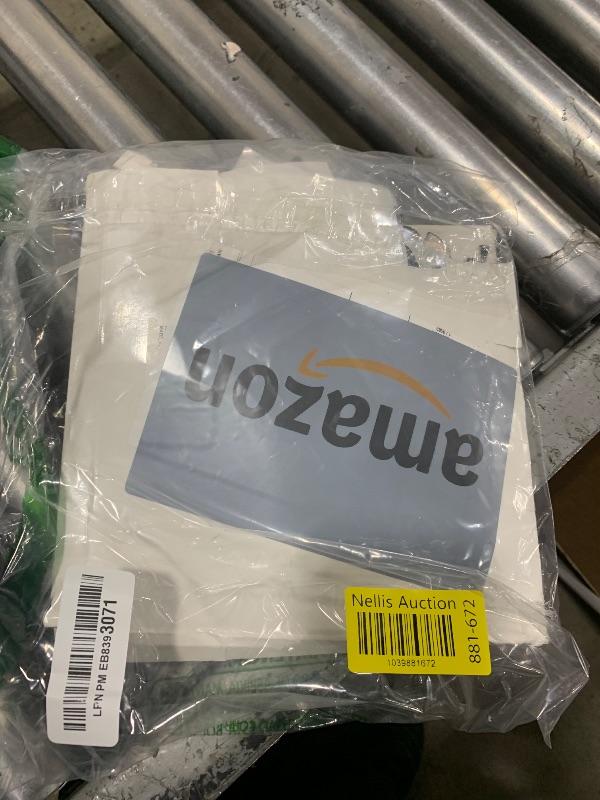 amazon
Nellis Auction
1039881672
881-672
LFN PM EB8393071